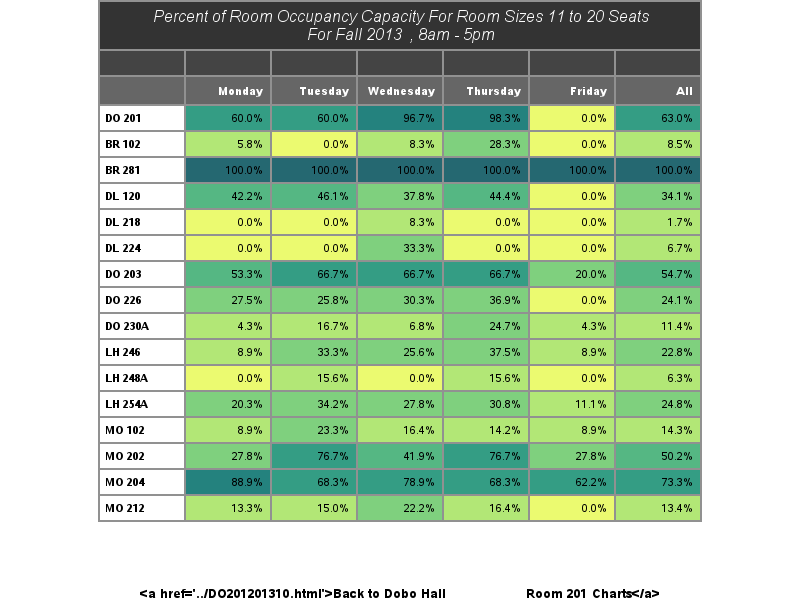 Percent of Room Occupancy Capacity For Room Sizes 11 to 20 Seats
For Fall 2013 , 8am - 5pm
Monday Tuesday Wednesday Thursday Friday All
DO 201 60.0% 60.0% 96.7% 98.3% 0.0% 63.0%
BR 102 5.8% 0.0% 8.3% 28.3% 0.0% 8.5%
BR 281 100.0% 100.0% 100.0% 100.0% 100.0% 100.0%
DL 120 42.2% 46.1% 37.8% 44.4% 0.0% 34.1%
DL 218 0.0% 0.0% 8.3% 0.0% 0.0% 1.7%
DL 224 0.0% 0.0% 33.3% 0.0% 0.0% 6.7%
DO 203 53.3% 66.7% 66.7% 66.7% 20.0% 54.7%
DO 226 27.5% 25.8% 30.3% 36.9% 0.0% 24.1%
DO 230A 4.3% 16.7% 6.8% 24.7% 4.3% 11.4%
LH 246 8.9% 33.3% 25.6% 37.5% 8.9% 22.8%
LH 248A 0.0% 15.6% 0.0% 15.6% 0.0% 6.3%
LH 254A 20.3% 34.2% 27.8% 30.8% 11.1% 24.8%
MO 102 8.9% 23.3% 16.4% 14.2% 8.9% 14.3%
MO 202 27.8% 76.7% 41.9% 76.7% 27.8% 50.2%
MO 204 88.9% 68.3% 78.9% 68.3% 62.2% 73.3%
MO 212 13.3% 15.0% 22.2% 16.4% 0.0% 13.4%
<a href='../DO201201310.html'>Back to Dobo Hall Room 201 Charts</a>